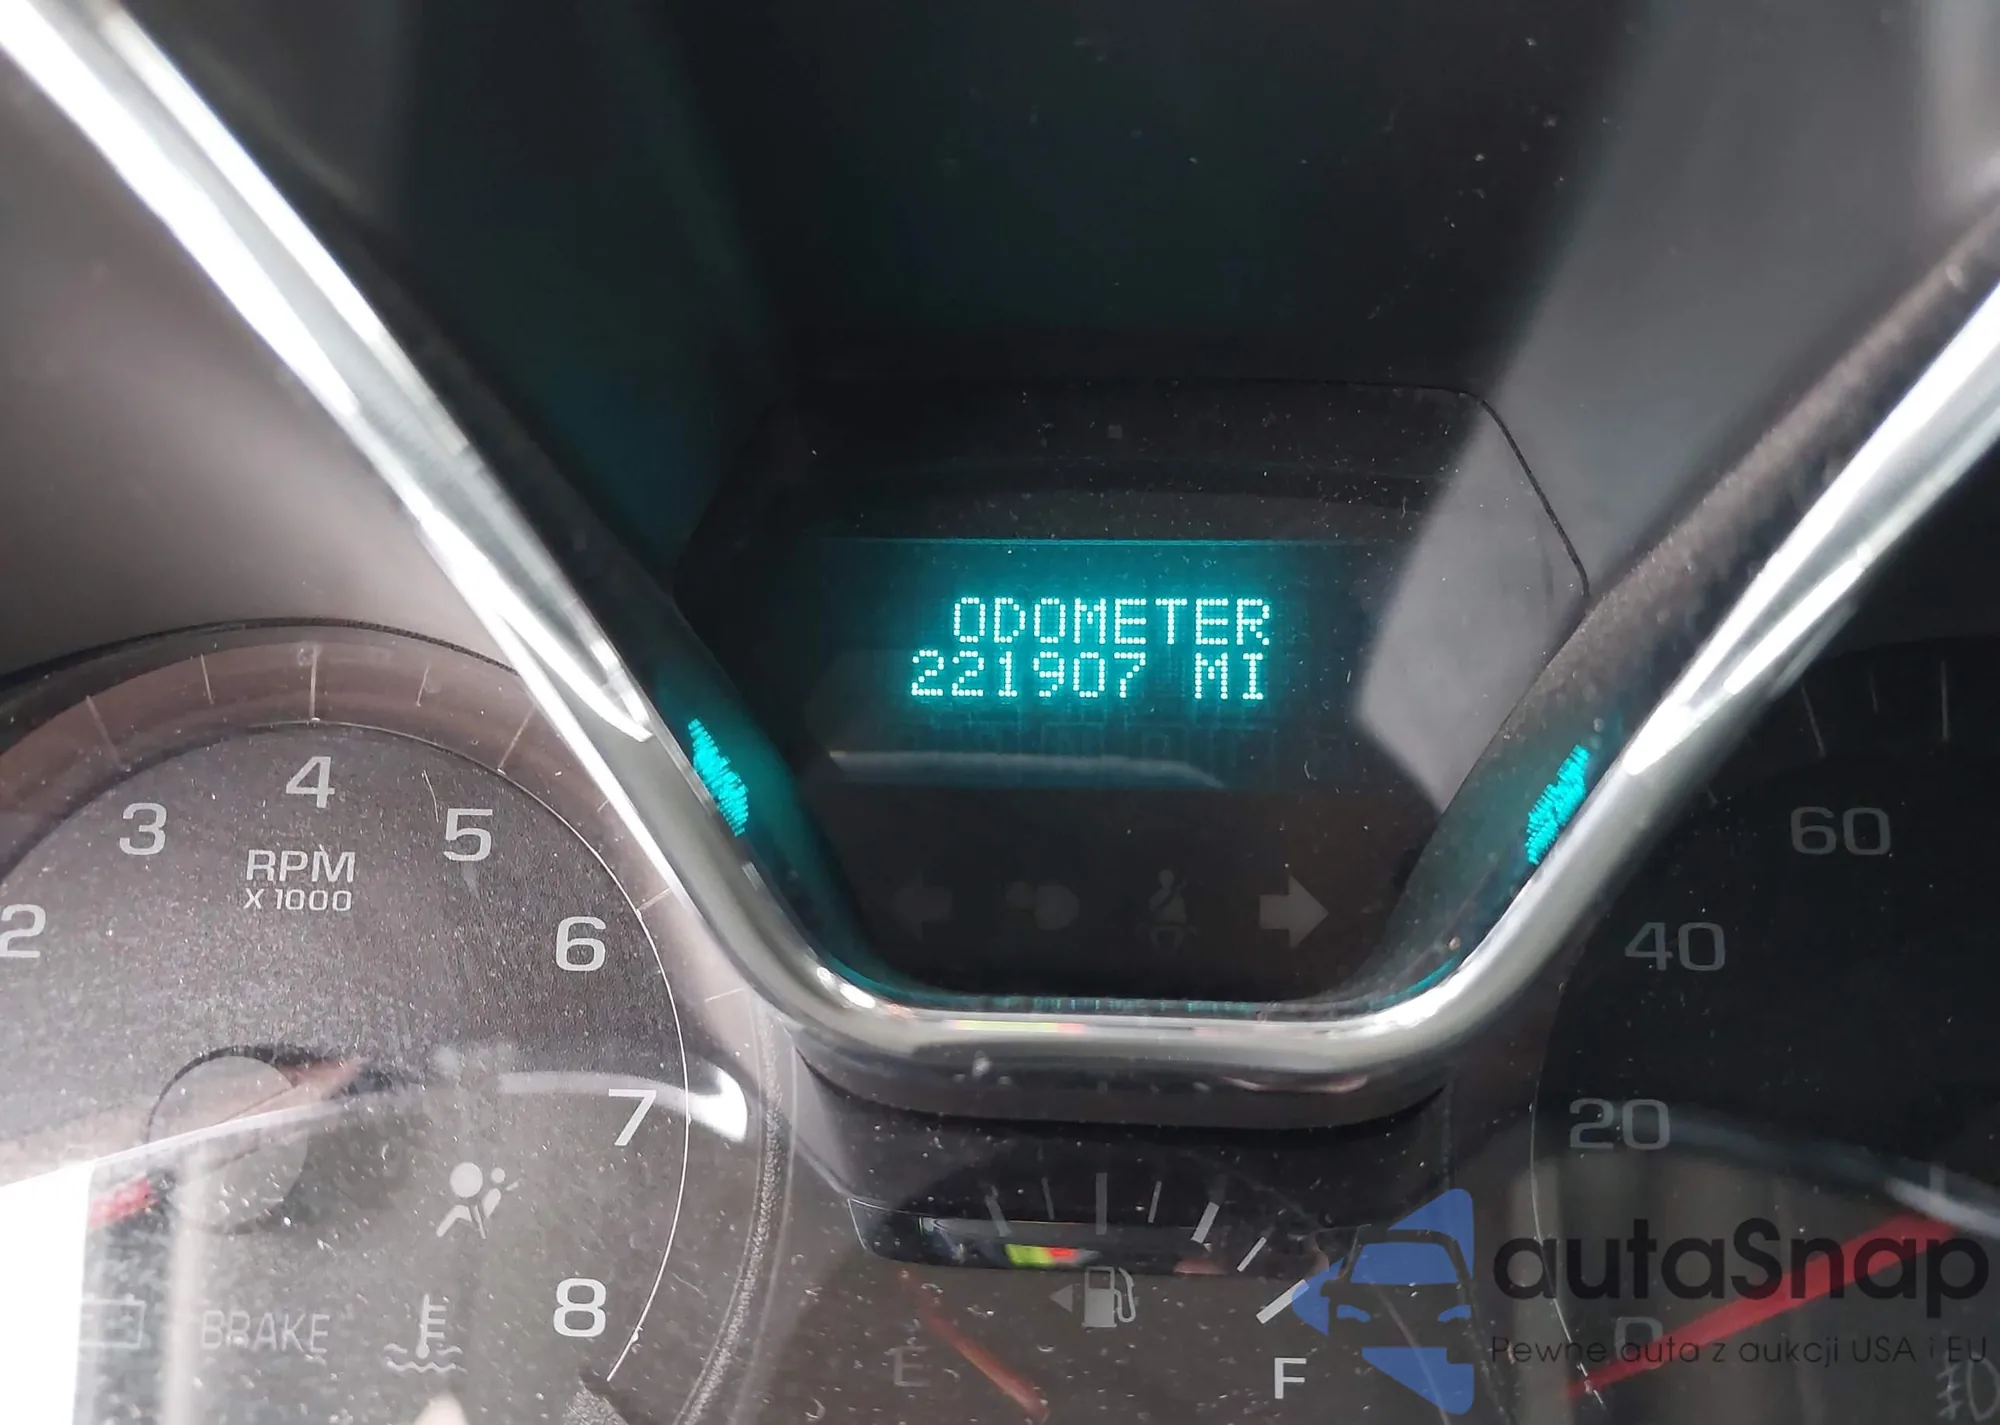 ODOMETER
221907 MI
2
3
4
5
6
7
8
RPM
X 1000
BRAKE
E
F
60
40
20
0
autaSnap
Pewne auta z aukcji USA i EU